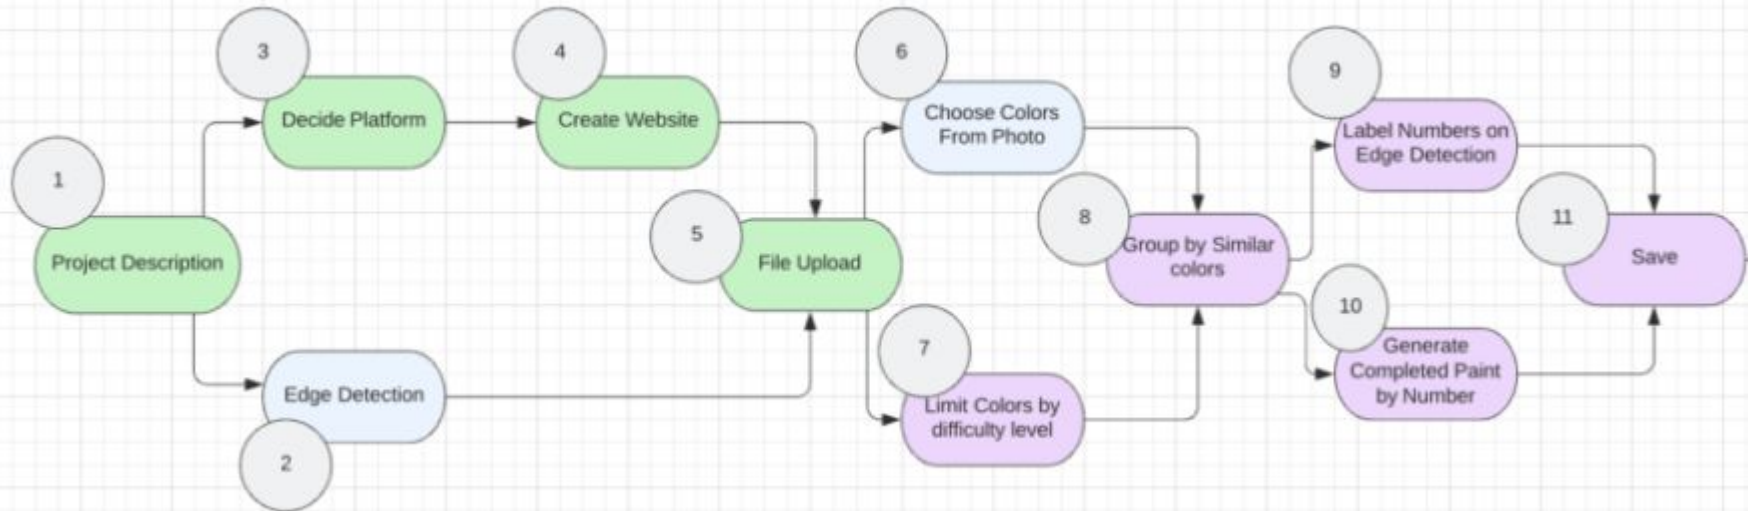 1
Project Description
2
Edge Detection
3
Decide Platform
4
Create Website
5
File Upload
6
Choose Colors
From Photo
7
Limit Colors by
difficulty level
8
Group by Similar
colors
9
Label Numbers on
Edge Detection
10
Generate
Completed Paint
by Number
11
Save